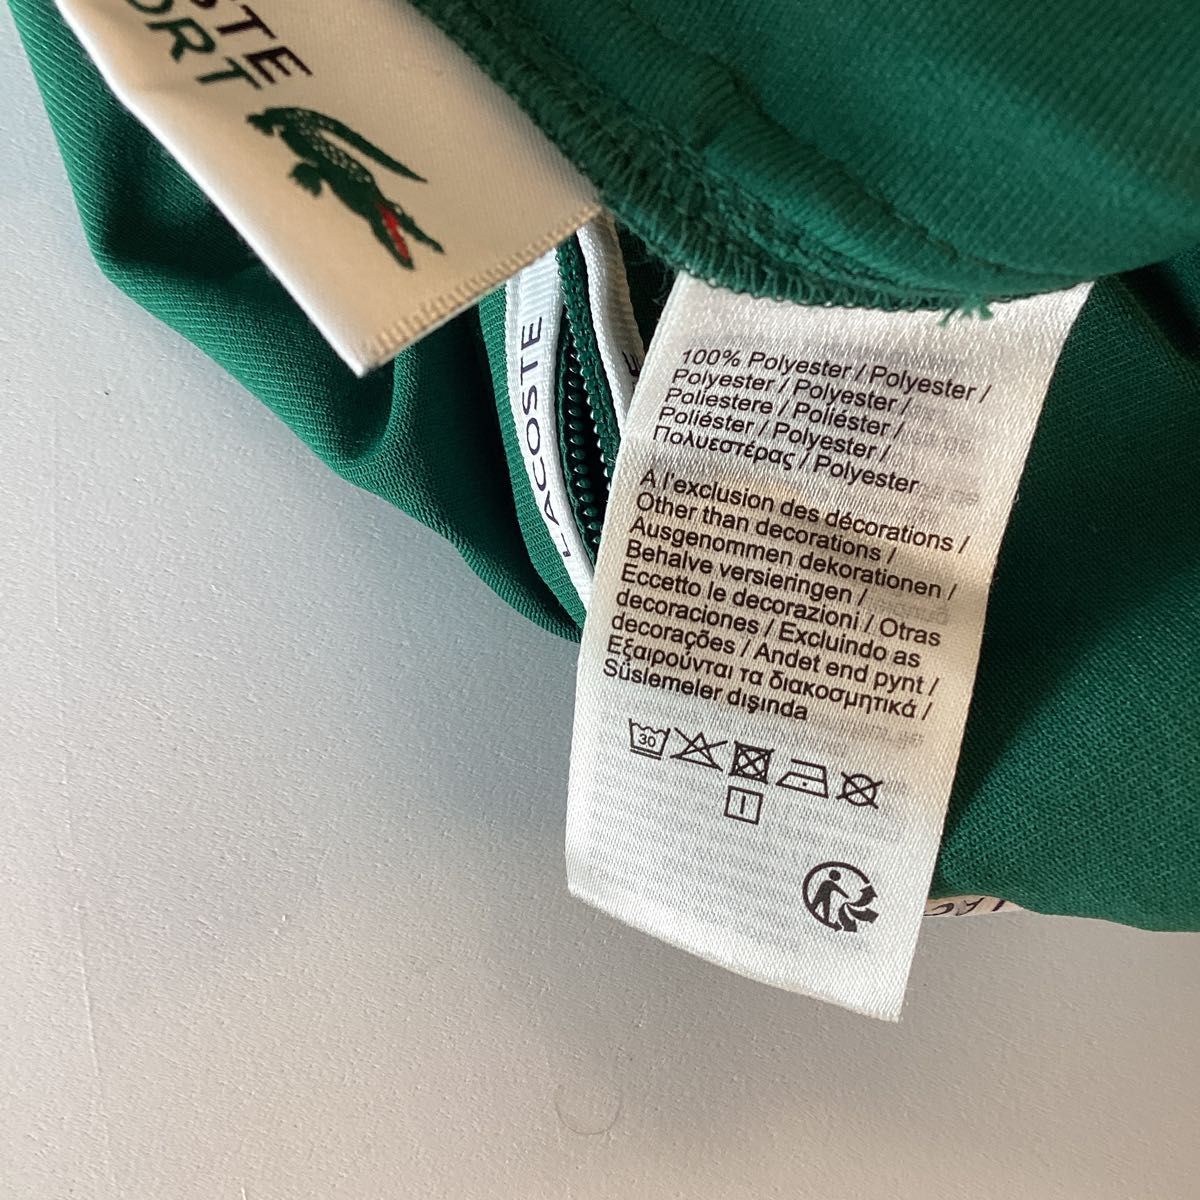 STE
ORT
LACOSTE
E
100% Polyester / Polyester /
Polyester / Polyester /
Poliestere / Poliéster /
Poliéster / Polyester /
Πολυεστέρας / Polyester
A l'exclusion des décorations /
Other than decorations /
Ausgenommen dekorationen /
Behalve versieringen /
Eccetto le decorazioni / Otras
decoraciones / Excluindo as
decorações / Andet end pynt /
Εξαιρούνται τα διακοσμητικά /
Süslemeler dışında
30
LAC